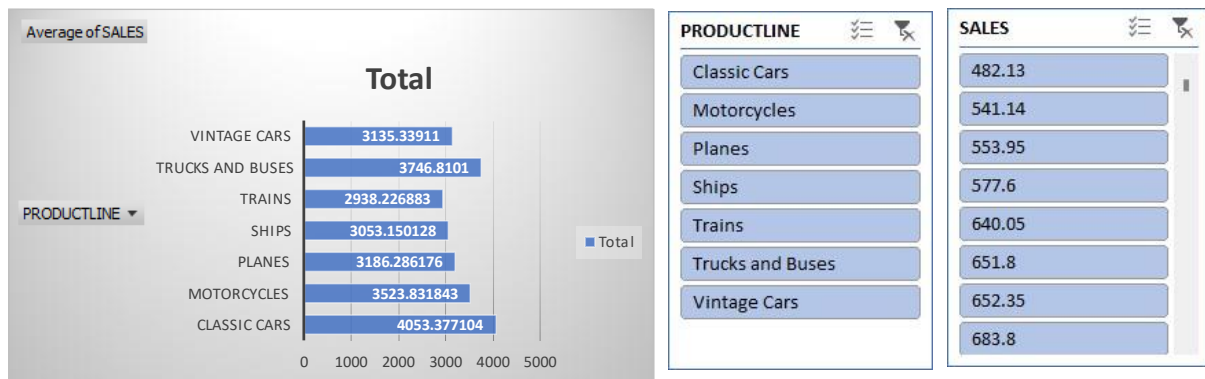 Average of SALES
Total
VINTAGE CARS 3135.33911
TRUCKS AND BUSES 3746.8101
TRAINS 2938.226883
SHIPS 3053.150128
PLANES 3186.286176
MOTORCYCLES 3523.831843
CLASSIC CARS 4053.377104
0 1000 2000 3000 4000 5000
PRODUCTLINE
Total
PRODUCTLINE
Classic Cars
Motorcycles
Planes
Ships
Trains
Trucks and Buses
Vintage Cars
SALES
482.13
541.14
553.95
577.6
640.05
651.8
652.35
683.8